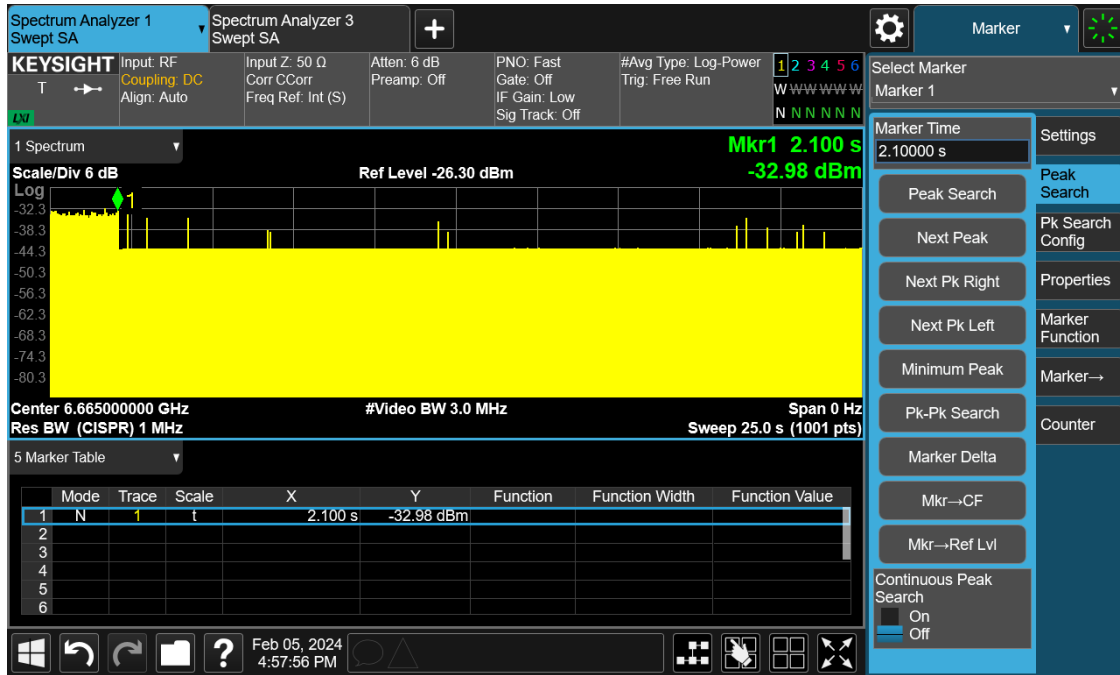 Spectrum Analyzer 1
Swept SA
Spectrum Analyzer 3
Swept SA
Marker
KEYSIGHT
T
LXI
Input: RF
Coupling: DC
Align: Auto
Input Z: 50 Ω
Corr CCorr
Freq Ref: Int (S)
Atten: 6 dB
Preamp: Off
PNO: Fast
Gate: Off
IF Gain: Low
Sig Track: Off
#Avg Type: Log-Power
Trig: Free Run
1 2 3 4 5 6
W W W W W W
N N N N N N
Select Marker
Marker 1
1 Spectrum
Mkr1 2.100 s
Scale/Div 6 dB
Ref Level -26.30 dBm
-32.98 dBm
Log
1
-32.3
-38.3
-44.3
-50.3
-56.3
-62.3
-68.3
-74.3
-80.3
Center 6.665000000 GHz
#Video BW 3.0 MHz
Span 0 Hz
Res BW (CISPR) 1 MHz
Sweep 25.0 s (1001 pts)
5 Marker Table
Mode Trace Scale X Y Function Function Width Function Value
1 N 1 t 2.100 s -32.98 dBm
2
3
4
5
6
Marker Time
2.10000 s
Peak Search
Next Peak
Next Pk Right
Next Pk Left
Minimum Peak
Pk-Pk Search
Marker Delta
Mkr→CF
Mkr→Ref Lvl
Continuous Peak
Search
On
Off
Settings
Peak
Search
Pk Search
Config
Properties
Marker
Function
Marker→
Counter
?
Feb 05, 2024
4:57:56 PM